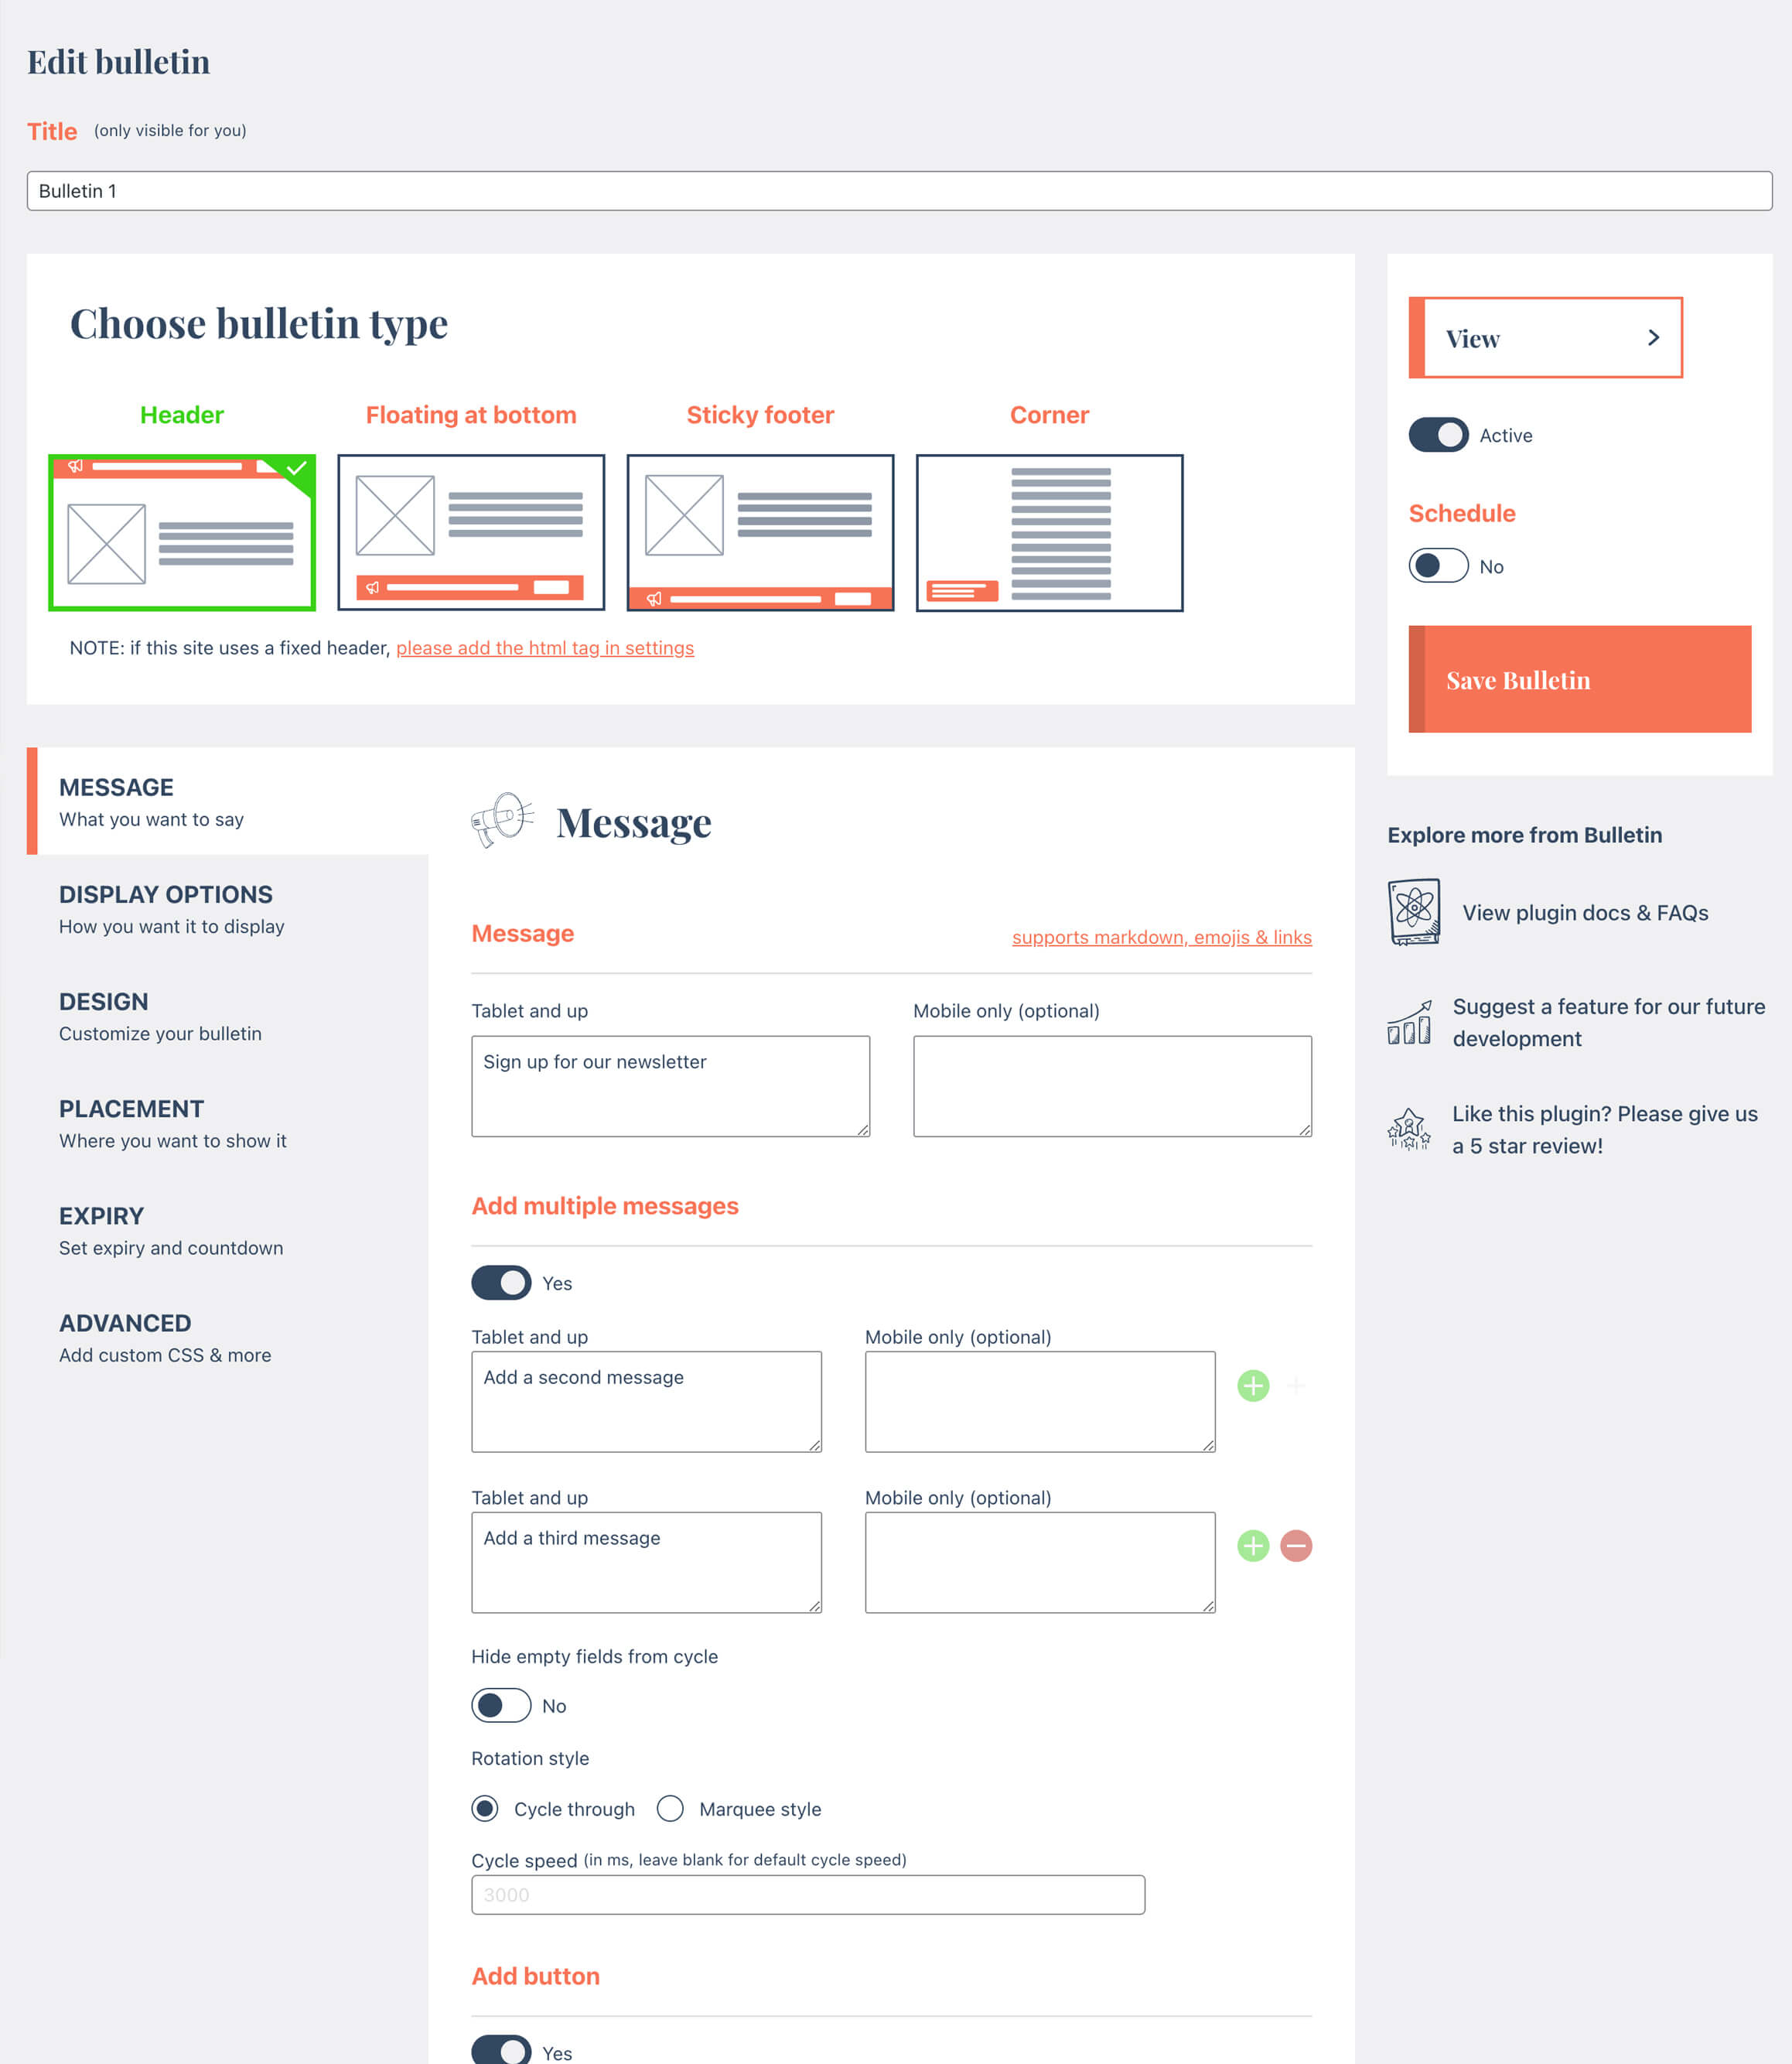 Edit bulletin
Title (only visible for you)
Bulletin 1
Choose bulletin type
Header
Floating at bottom
Sticky footer
Corner
NOTE: if this site uses a fixed header, please add the html tag in settings
View
Active
Schedule
No
Save Bulletin
MESSAGE
What you want to say
DISPLAY OPTIONS
How you want it to display
DESIGN
Customize your bulletin
PLACEMENT
Where you want to show it
EXPIRY
Set expiry and countdown
ADVANCED
Add custom CSS & more
Message
Message
supports markdown, emojis & links
Tablet and up
Mobile only (optional)
Sign up for our newsletter
Add multiple messages
Yes
Tablet and up
Mobile only (optional)
Add a second message
Tablet and up
Mobile only (optional)
Add a third message
Hide empty fields from cycle
No
Rotation style
Cycle through
Marquee style
Cycle speed (in ms, leave blank for default cycle speed)
3000
Add button
Yes
Explore more from Bulletin
View plugin docs & FAQs
Suggest a feature for our future
development
Like this plugin? Please give us
a 5 star review!